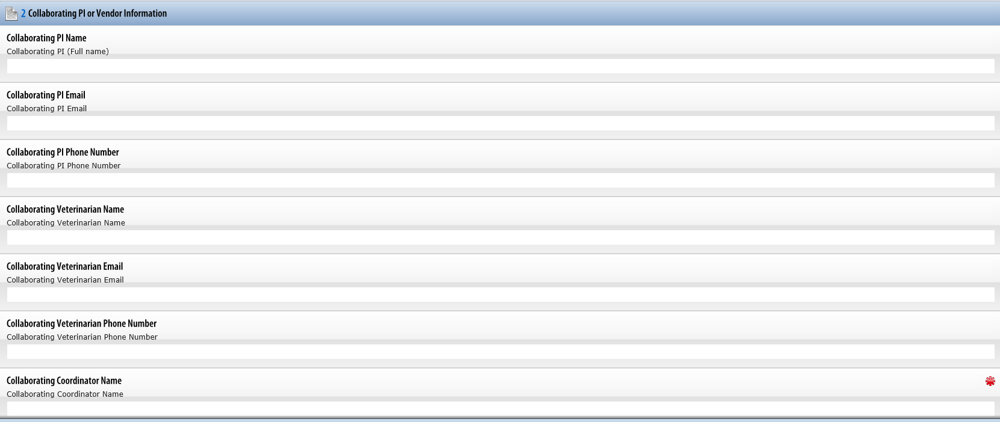 2 Collaborating PI or Vendor Information
Collaborating PI Name
Collaborating PI (Full name)
Collaborating PI Email
Collaborating PI Email
Collaborating PI Phone Number
Collaborating PI Phone Number
Collaborating Veterinarian Name
Collaborating Veterinarian Name
Collaborating Veterinarian Email
Collaborating Veterinarian Email
Collaborating Veterinarian Phone Number
Collaborating Veterinarian Phone Number
Collaborating Coordinator Name
Collaborating Coordinator Name